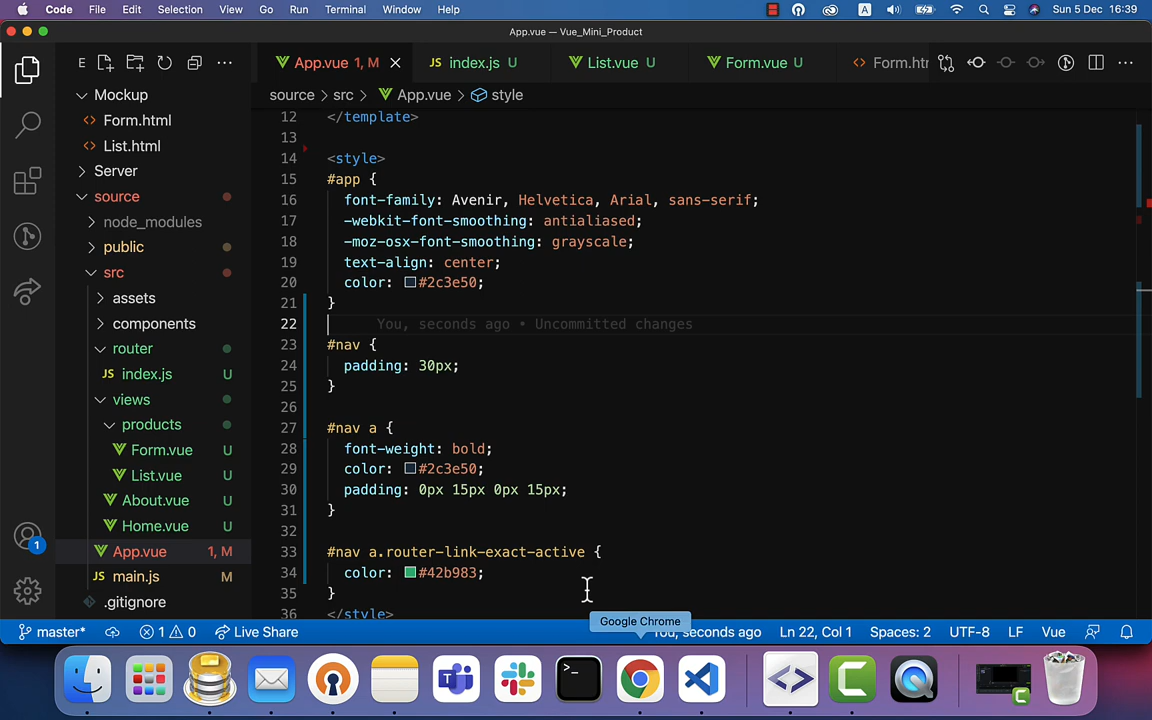 Code File Edit Selection View Go Run Terminal Window Help A Sun 5 Dec 16:39
App.vue — Vue_Mini_Product
E App.vue 1, M JS index.js U List.vue U Form.vue U <> Form.htr
source > src > App.vue > style
Mockup
<> Form.html
<> List.html
Server
source
node_modules
public
src
assets
components
router
JS index.js U
views
products
Form.vue U
List.vue U
About.vue U
Home.vue U
App.vue 1, M
JS main.js M
.gitignore
12 </template>
13
14 <style>
15 #app {
16 font-family: Avenir, Helvetica, Arial, sans-serif;
17 -webkit-font-smoothing: antialiased;
18 -moz-osx-font-smoothing: grayscale;
19 text-align: center;
20 color: #2c3e50;
21 }
22 You, seconds ago • Uncommitted changes
23 #nav {
24 padding: 30px;
25 }
26
27 #nav a {
28 font-weight: bold;
29 color: #2c3e50;
30 padding: 0px 15px 0px 15px;
31 }
32
33 #nav a.router-link-exact-active {
34 color: #42b983;
35 }
36 </style>
1
Google Chrome
master* 1 0 Live Share You, seconds ago Ln 22, Col 1 Spaces: 2 UTF-8 LF Vue